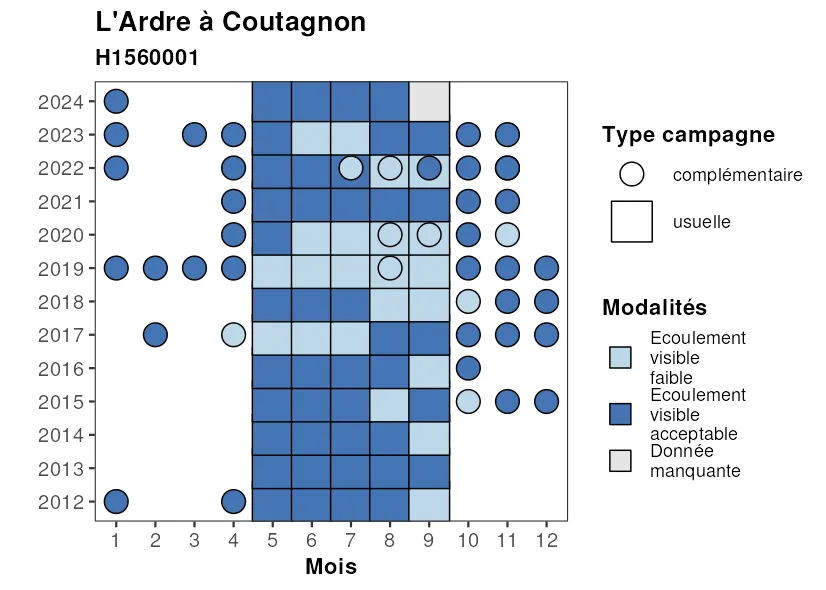 L'Ardre à Coutagnon
H1560001
2024
2023
2022
2021
2020
2019
2018
2017
2016
2015
2014
2013
2012
1 2 3 4 5 6 7 8 9 10 11 12
Mois
Type campagne
complémentaire
usuelle
Modalités
Ecoulement
visible
faible
Ecoulement
visible
acceptable
Donnée
manquante